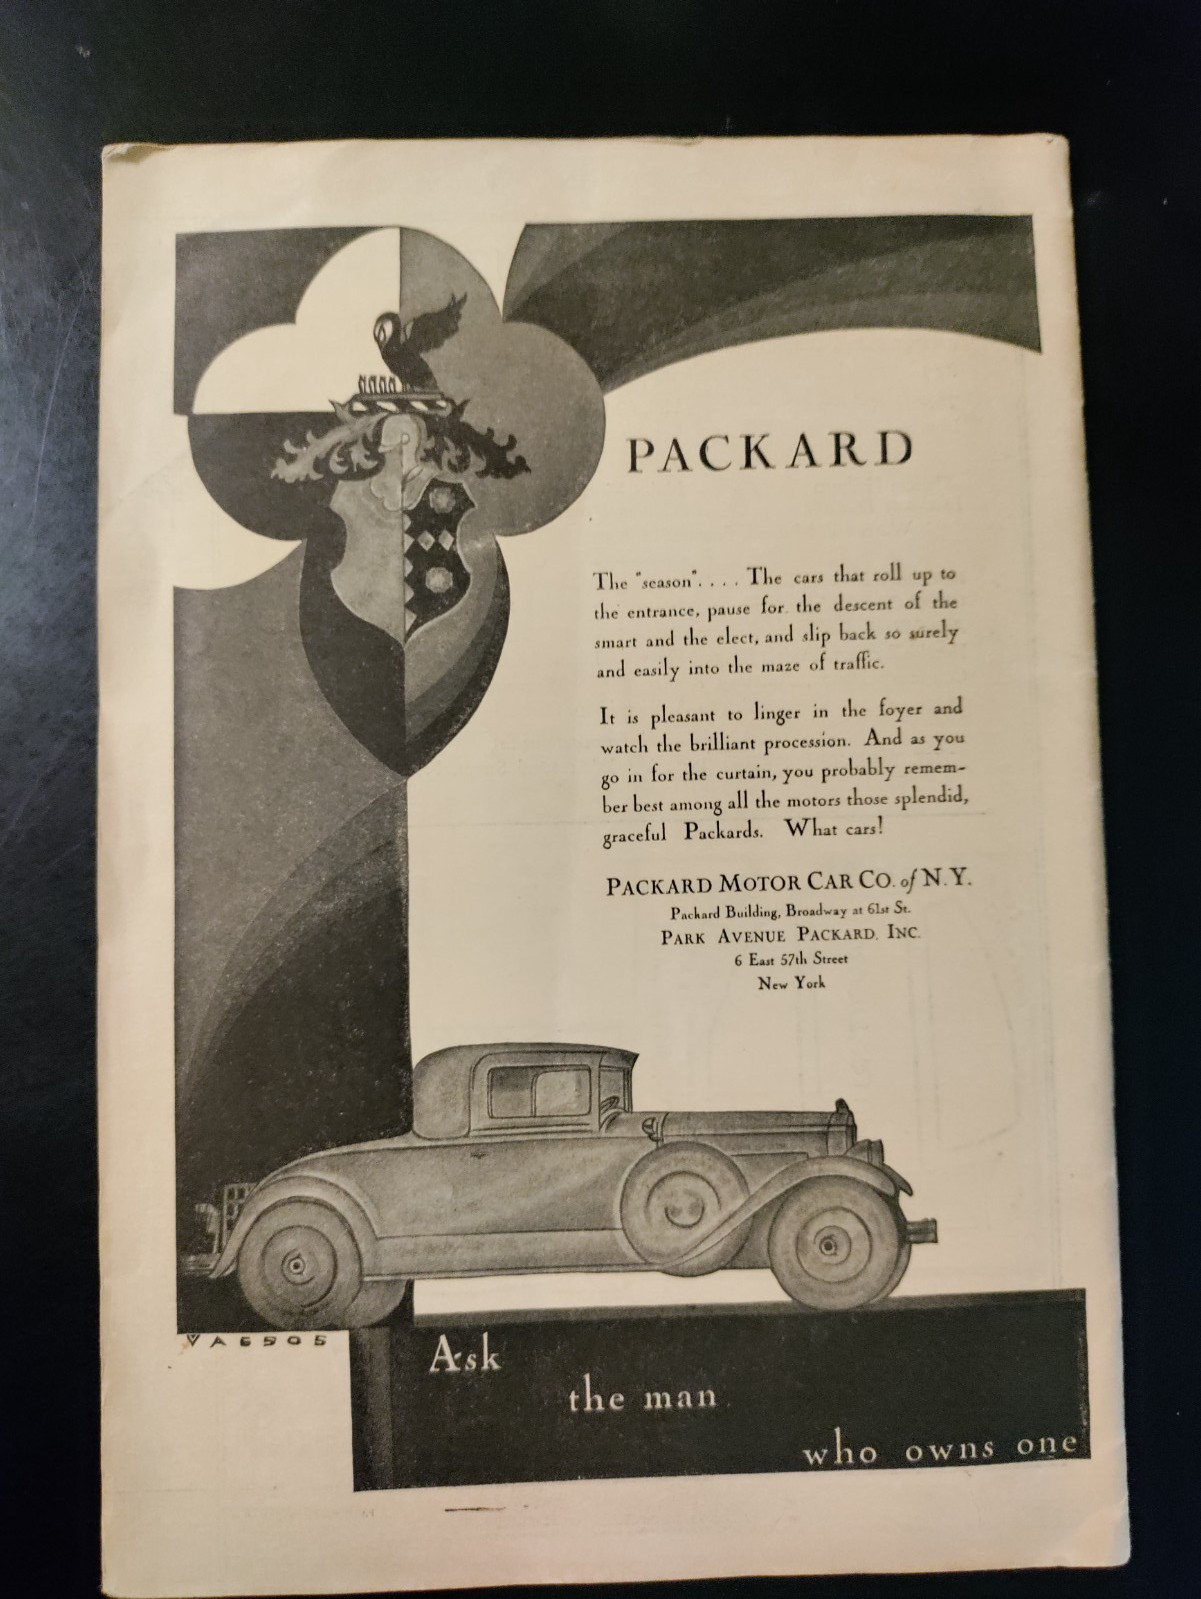 PACKARD
The "season". . . . The cars that roll up to
the entrance, pause for the descent of the
smart and the elect, and slip back so surely
and easily into the maze of traffic.
It is pleasant to linger in the foyer and
watch the brilliant procession. And as you
go in for the curtain, you probably remem-
ber best among all the motors those splendid,
graceful Packards. What cars!
PACKARD MOTOR CAR CO. of N.Y.
Packard Building, Broadway at 61st St.
PARK AVENUE PACKARD, INC.
6 East 57th Street
New York
VASSOS
Ask
the man
who owns one